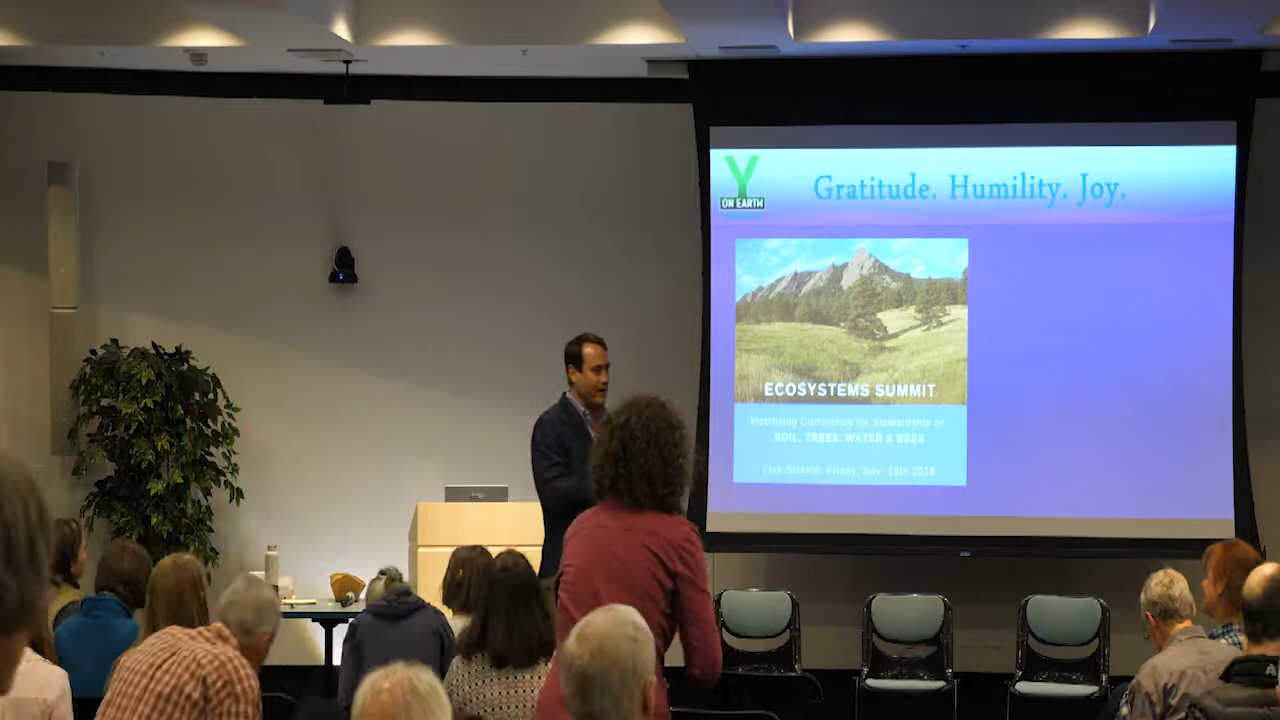 Y
ON EARTH
Gratitude. Humility. Joy.
ECOSYSTEMS SUMMIT
Mobilizing Community for Stewardship of
SOIL, TREES, WATER & BEES
Live-Stream: Friday, Nov. 16th 2018